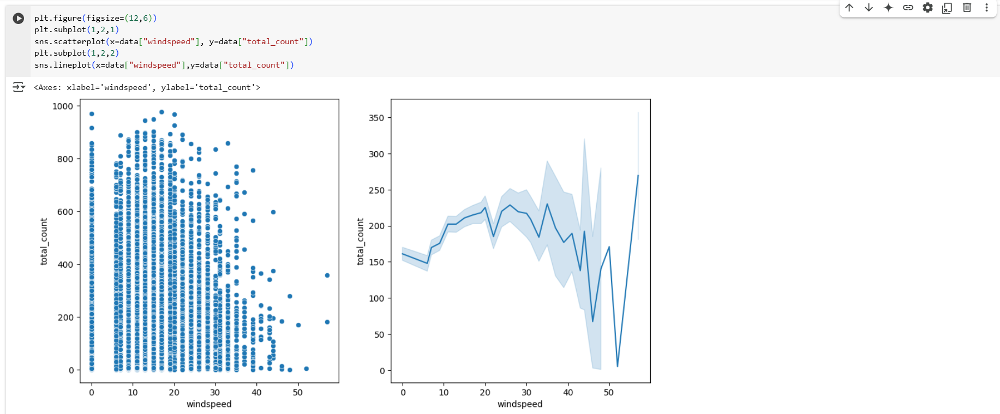 plt.figure(figsize=(12,6))
plt.subplot(1,2,1)
sns.scatterplot(x=data["windspeed"], y=data["total_count"])
plt.subplot(1,2,2)
sns.lineplot(x=data["windspeed"],y=data["total_count"])
<Axes: xlabel='windspeed', ylabel='total_count'>
1000
800
600
400
200
0
total_count
0 10 20 30 40 50
windspeed
350
300
250
200
150
100
50
0
total_count
0 10 20 30 40 50
windspeed